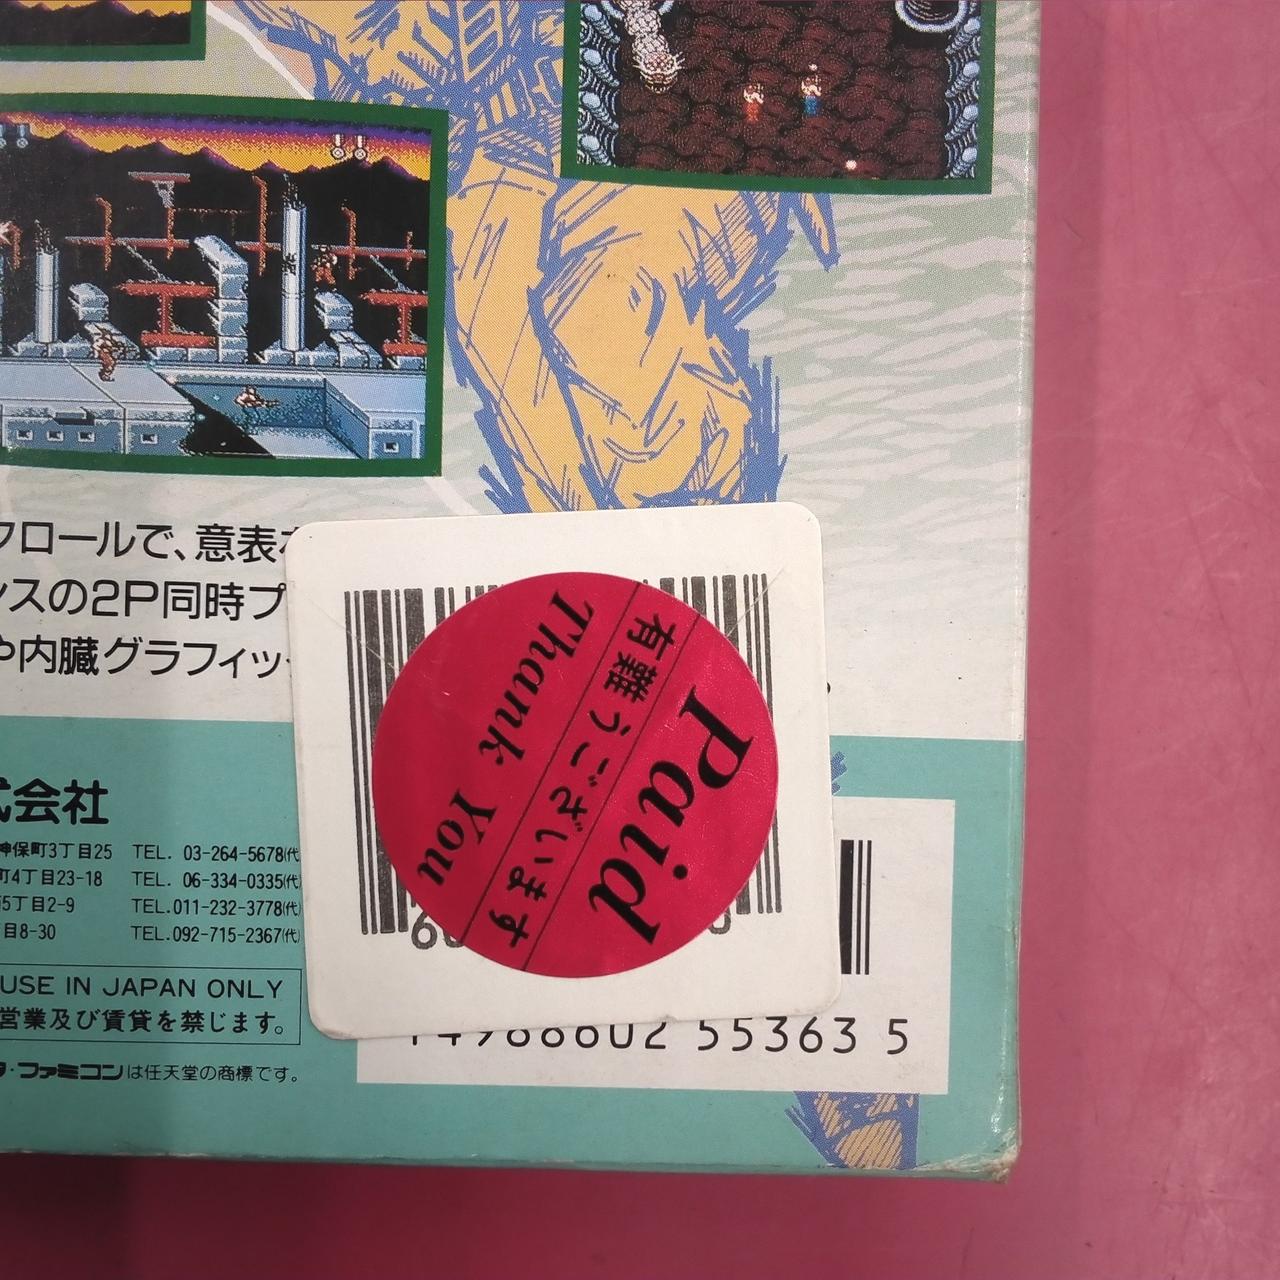 クロールで、意表
ンスの2P同時プ
や内臓グラフィッ
式会社
神保町3丁目25 TEL. 03-264-5678(代
町4丁目23-18 TEL. 06-334-0335(代)
5丁目2-9 TEL.011-232-3778(代)
目8-30 TEL.092-715-2367(代)
USE IN JAPAN ONLY
営業及び賃貸を禁じます。
ファミコンは任天堂の商標です。
Paid
有難うございます
Thank You
4988602 55363 5